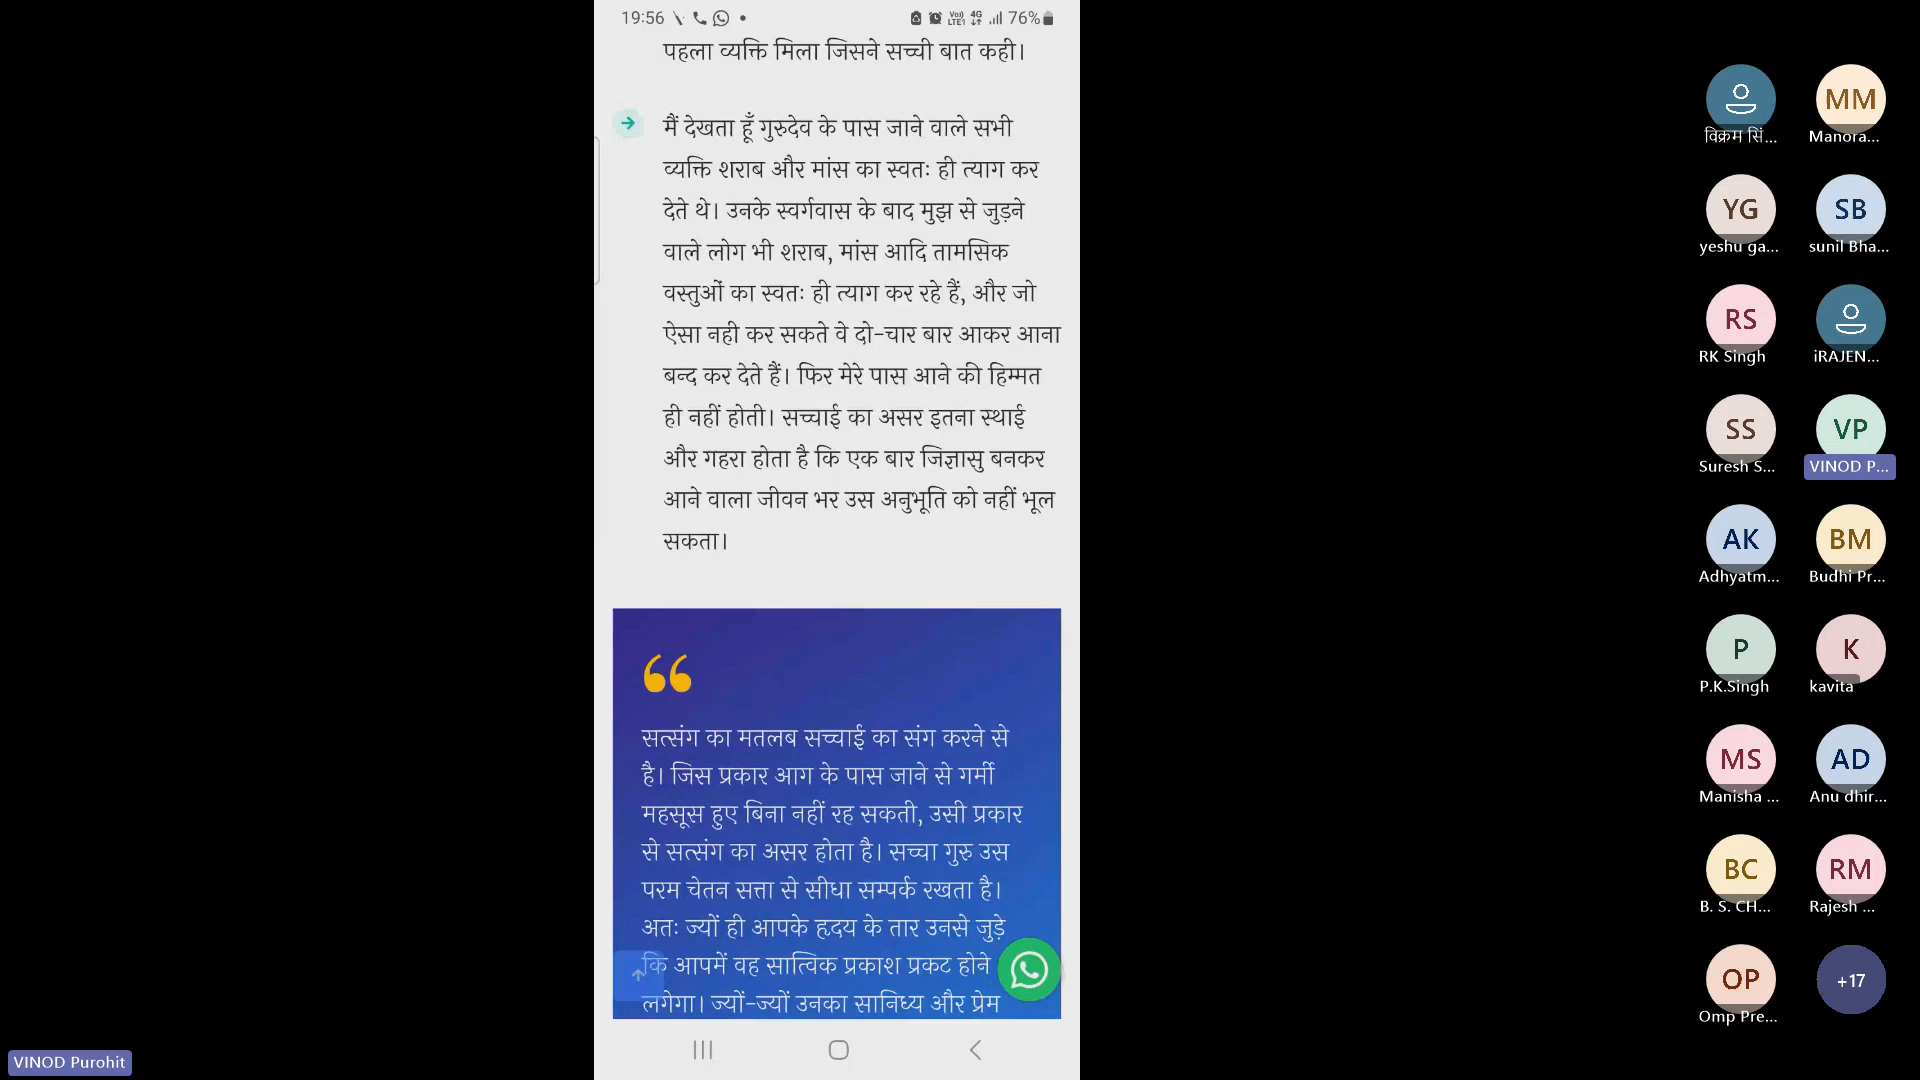 19:56
Vo) LTE1 4G 76%
पहला व्यक्ति मिला जिसने सच्ची बात कही।
मैं देखता हूँ गुरुदेव के पास जाने वाले सभी
व्यक्ति शराब और मांस का स्वतः ही त्याग कर
देते थे। उनके स्वर्गवास के बाद मुझ से जुड़ने
वाले लोग भी शराब, मांस आदि तामसिक
वस्तुओं का स्वतः ही त्याग कर रहे हैं, और जो
ऐसा नही कर सकते वे दो-चार बार आकर आना
बन्द कर देते हैं। फिर मेरे पास आने की हिम्मत
ही नहीं होती। सच्चाई का असर इतना स्थाई
और गहरा होता है कि एक बार जिज्ञासु बनकर
आने वाला जीवन भर उस अनुभूति को नहीं भूल
सकता।
सत्संग का मतलब सच्चाई का संग करने से
है। जिस प्रकार आग के पास जाने से गर्मी
महसूस हुए बिना नहीं रह सकती, उसी प्रकार
से सत्संग का असर होता है। सच्चा गुरु उस
परम चेतन सत्ता से सीधा सम्पर्क रखता है।
अतः ज्यों ही आपके हृदय के तार उनसे जुड़े
कि आपमें वह सात्विक प्रकाश प्रकट होने
लगेगा। ज्यों-ज्यों उनका सानिध्य और प्रेम
विक्रम सिं...
MM
Manora...
YG
yeshu ga...
SB
sunil Bha...
RS
RK Singh
iRAJEN...
SS
Suresh S...
VP
VINOD P...
AK
Adhyatm...
BM
Budhi Pr...
P
P.K.Singh
K
kavita
MS
Manisha ...
AD
Anu dhir...
BC
B. S. CH...
RM
Rajesh ...
OP
Omp Pre...
+17
VINOD Purohit